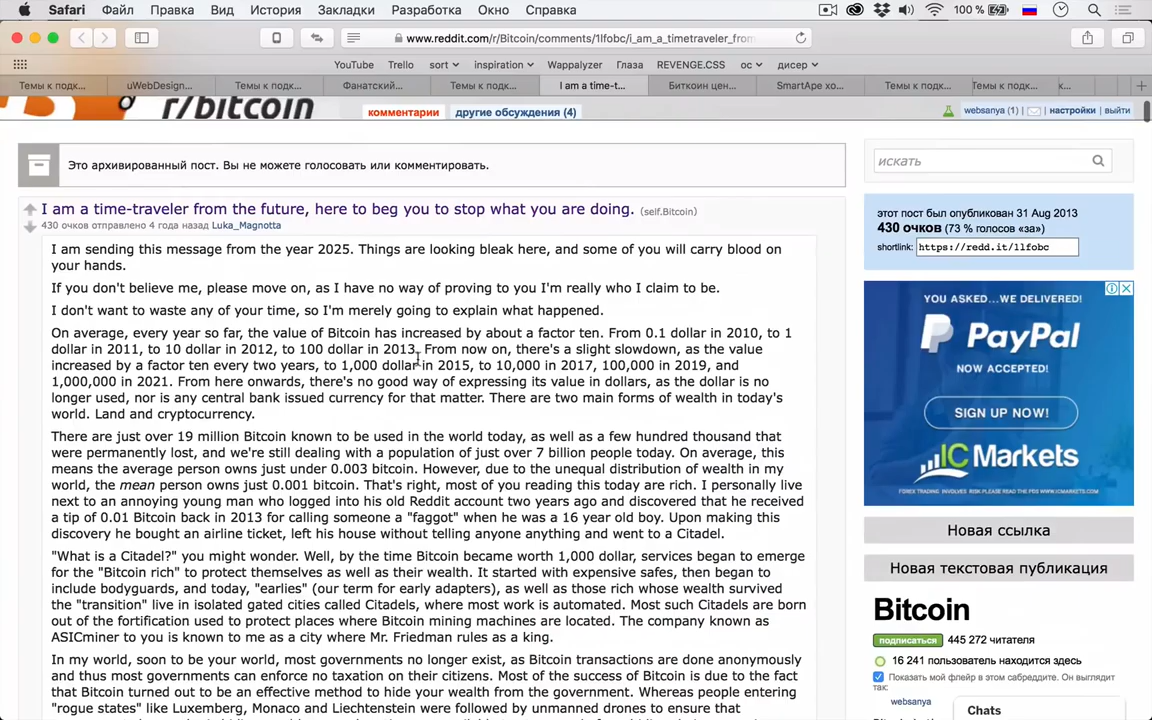 Safari Файл Правка Вид История Закладки Разработка Окно Справка 100 %
www.reddit.com/r/Bitcoin/comments/1lfobc/i_am_a_timetraveler_from
YouTube Trello sort inspiration Wappalyzer Глаза REVENGE.CSS ос дисер
Темы к подк... uWebDesign... Темы к подк... Фанатский... Темы к подк... I am a time-t... Биткоин цен... SmartApe хо... Темы к подк... Темы к подк... к...
r/bitcoin комментарии другие обсуждения (4) websanya (1) | настройки | выйти
Это архивированный пост. Вы не можете голосовать или комментировать.
искать
I am a time-traveler from the future, here to beg you to stop what you are doing. (self.Bitcoin)
430 очков отправлено 4 года назад Luka_Magnotta
этот пост был опубликован 31 Aug 2013
430 очков (73 % голосов «за»)
shortlink: https://redd.it/1lfobc
I am sending this message from the year 2025. Things are looking bleak here, and some of you will carry blood on
your hands.
If you don't believe me, please move on, as I have no way of proving to you I'm really who I claim to be.
I don't want to waste any of your time, so I'm merely going to explain what happened.
On average, every year so far, the value of Bitcoin has increased by about a factor ten. From 0.1 dollar in 2010, to 1
dollar in 2011, to 10 dollar in 2012, to 100 dollar in 2013. From now on, there's a slight slowdown, as the value
increased by a factor ten every two years, to 1,000 dollar in 2015, to 10,000 in 2017, 100,000 in 2019, and
1,000,000 in 2021. From here onwards, there's no good way of expressing its value in dollars, as the dollar is no
longer used, nor is any central bank issued currency for that matter. There are two main forms of wealth in today's
world. Land and cryptocurrency.
There are just over 19 million Bitcoin known to be used in the world today, as well as a few hundred thousand that
were permanently lost, and we're still dealing with a population of just over 7 billion people today. On average, this
means the average person owns just under 0.003 bitcoin. However, due to the unequal distribution of wealth in my
world, the mean person owns just 0.001 bitcoin. That's right, most of you reading this today are rich. I personally live
next to an annoying young man who logged into his old Reddit account two years ago and discovered that he received
a tip of 0.01 Bitcoin back in 2013 for calling someone a "faggot" when he was a 16 year old boy. Upon making this
discovery he bought an airline ticket, left his house without telling anyone anything and went to a Citadel.
"What is a Citadel?" you might wonder. Well, by the time Bitcoin became worth 1,000 dollar, services began to emerge
for the "Bitcoin rich" to protect themselves as well as their wealth. It started with expensive safes, then began to
include bodyguards, and today, "earlies" (our term for early adapters), as well as those rich whose wealth survived
the "transition" live in isolated gated cities called Citadels, where most work is automated. Most such Citadels are born
out of the fortification used to protect places where Bitcoin mining machines are located. The company known as
ASICminer to you is known to me as a city where Mr. Friedman rules as a king.
In my world, soon to be your world, most governments no longer exist, as Bitcoin transactions are done anonymously
and thus most governments can enforce no taxation on their citizens. Most of the success of Bitcoin is due to the fact
that Bitcoin turned out to be an effective method to hide your wealth from the government. Whereas people entering
"rogue states" like Luxemberg, Monaco and Liechtenstein were followed by unmanned drones to ensure that
YOU ASKED...WE DELIVERED!
PayPal
NOW ACCEPTED!
SIGN UP NOW!
IC Markets
FOREX TRADING INVOLVES RISK.PLEASE READ THE PDS WWW.ICMARKETS.COM
Новая ссылка
Новая текстовая публикация
Bitcoin
подписаться 445 272 читателя
16 241 пользователь находится здесь
Показать мой флейр в этом сабреддите. Он выглядит
так:
websanya
Chats